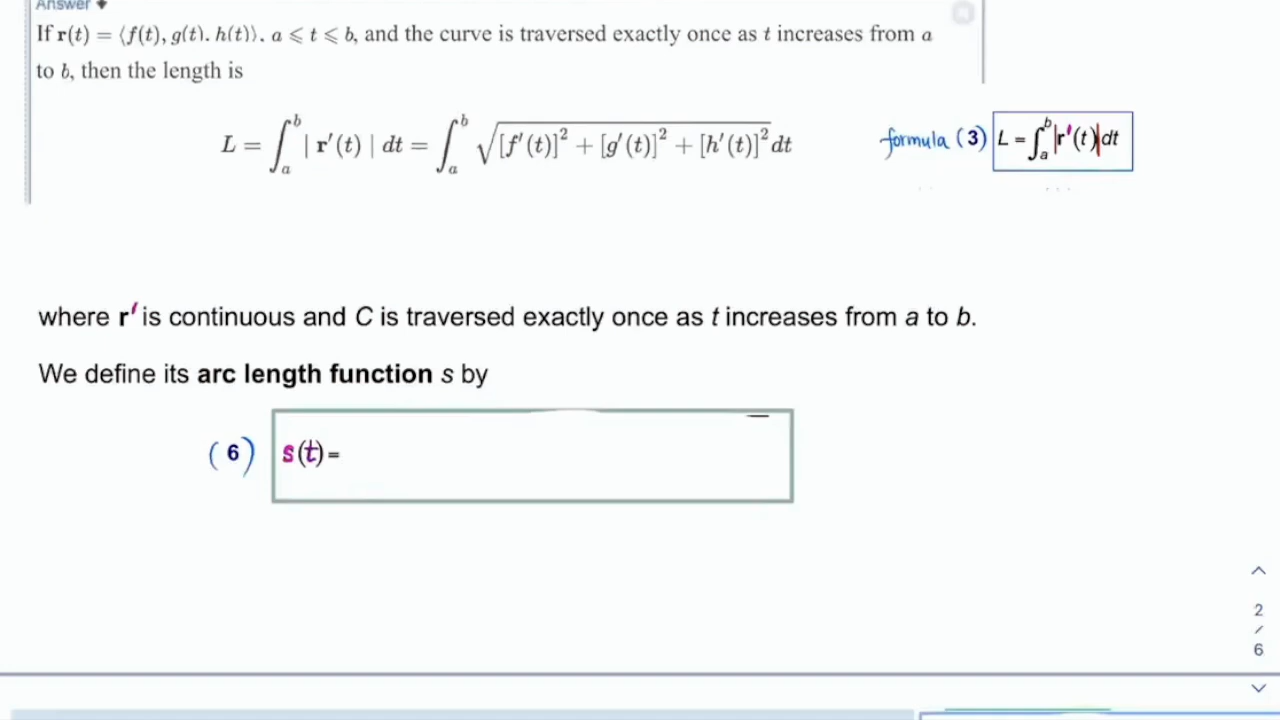 Answer
If r(t) = ⟨f(t), g(t). h(t)⟩. a ⩽ t ⩽ b, and the curve is traversed exactly once as t increases from a
to b, then the length is
L = ∫_a^b | r′(t) | dt = ∫_a^b √([f′(t)]² + [g′(t)]² + [h′(t)]²) dt
formula (3) L = ∫_a^b |r'(t)| dt
where r' is continuous and C is traversed exactly once as t increases from a to b.
We define its arc length function s by
(6) s(t) =
2
/
6